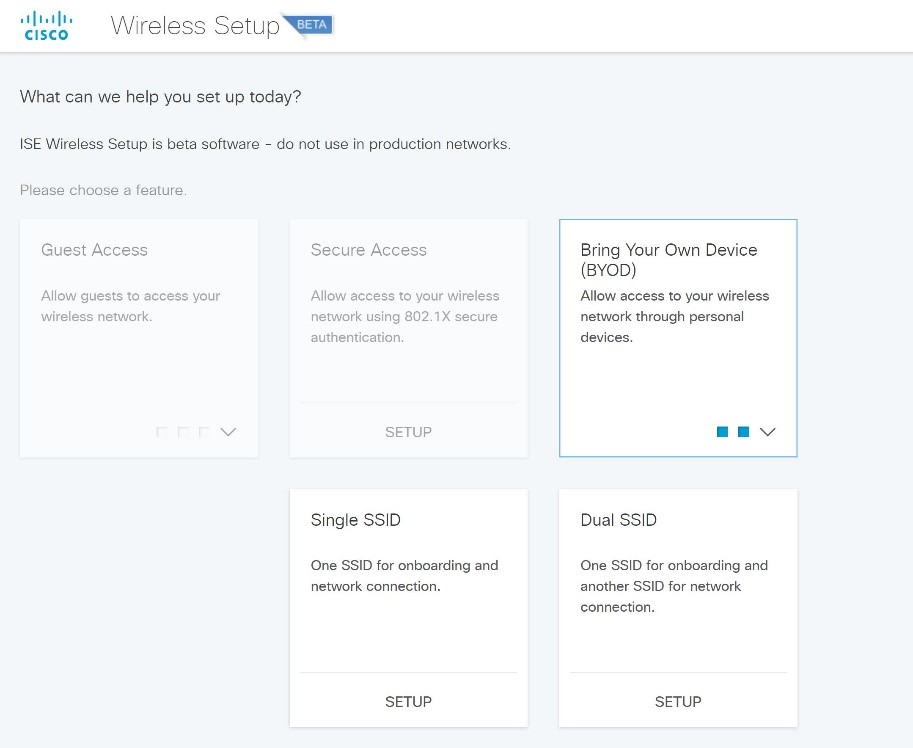 CISCO
Wireless Setup
BETA
What can we help you set up today?
ISE Wireless Setup is beta software - do not use in production networks.
Please choose a feature.
Guest Access
Allow guests to access your
wireless network.
Secure Access
Allow access to your wireless
network using 802.1X secure
authentication.
SETUP
Bring Your Own Device
(BYOD)
Allow access to your wireless
network through personal
devices.
Single SSID
One SSID for onboarding and
network connection.
SETUP
Dual SSID
One SSID for onboarding and
another SSID for network
connection.
SETUP